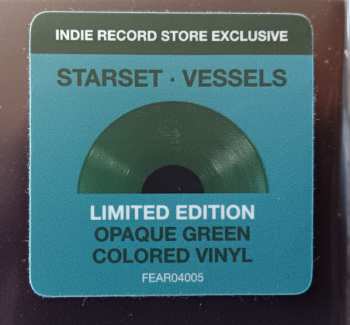 INDIE RECORD STORE EXCLUSIVE
STARSET · VESSELS
LIMITED EDITION
OPAQUE GREEN
COLORED VINYL
FEAR04005